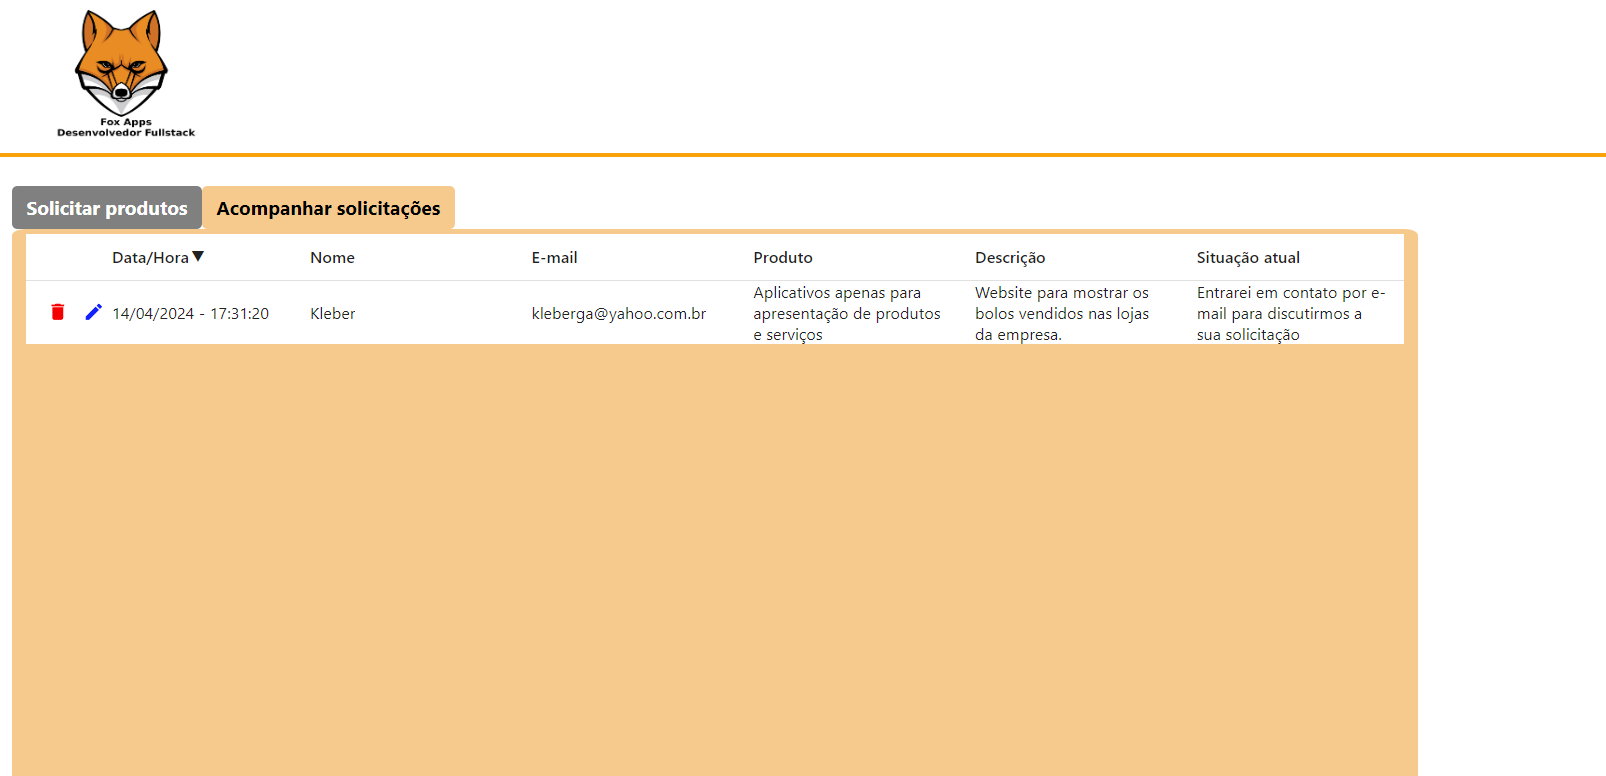 Fox Apps
Desenvolvedor Fullstack
Solicitar produtos
Acompanhar solicitações
Data/Hora▼ Nome E-mail Produto Descrição Situação atual
14/04/2024 - 17:31:20
Kleber
kleberga@yahoo.com.br
Aplicativos apenas para
apresentação de produtos
e serviços
Website para mostrar os
bolos vendidos nas lojas
da empresa.
Entrarei em contato por e-
mail para discutirmos a
sua solicitação